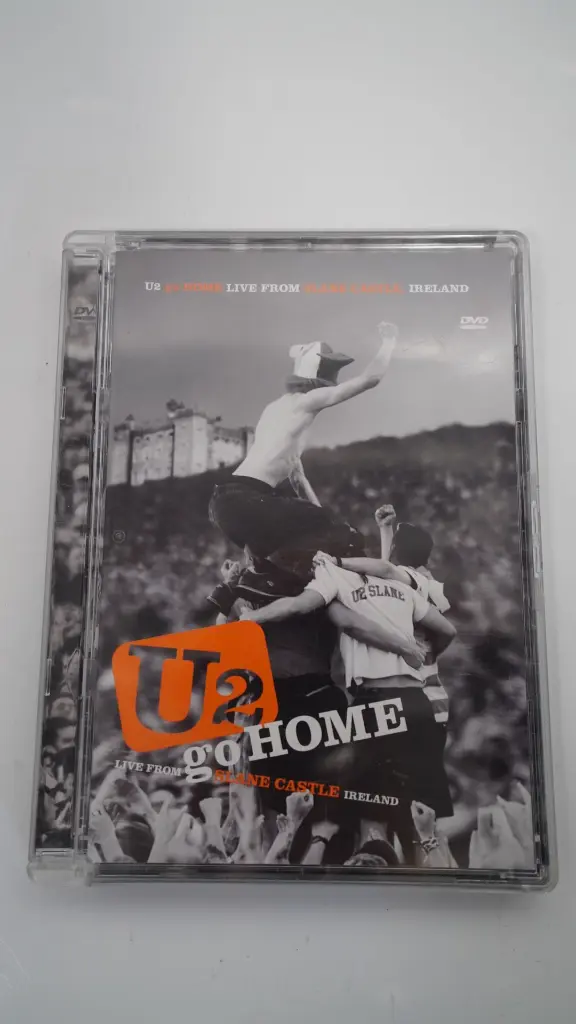 U2 go HOME LIVE FROM SLANE CASTLE IRELAND
DVD
DVD
U2 SLANE
U2
go HOME
LIVE FROM SLANE CASTLE IRELAND